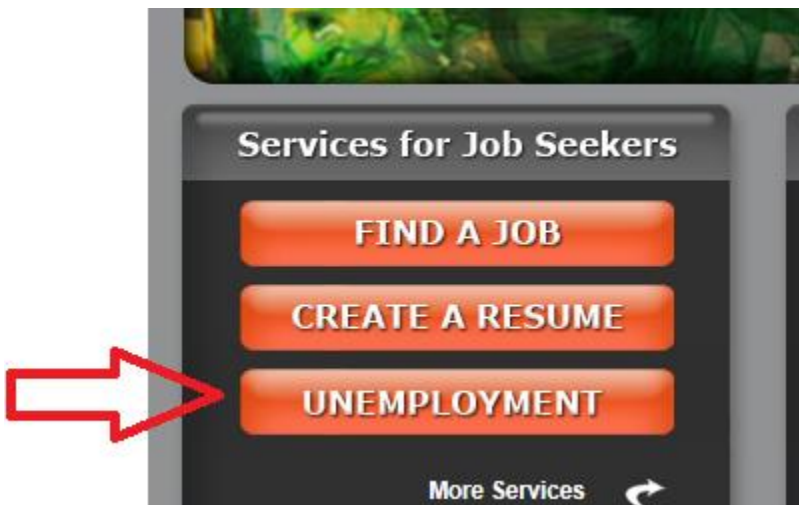 Services for Job Seekers
FIND A JOB
CREATE A RESUME
UNEMPLOYMENT
More Services